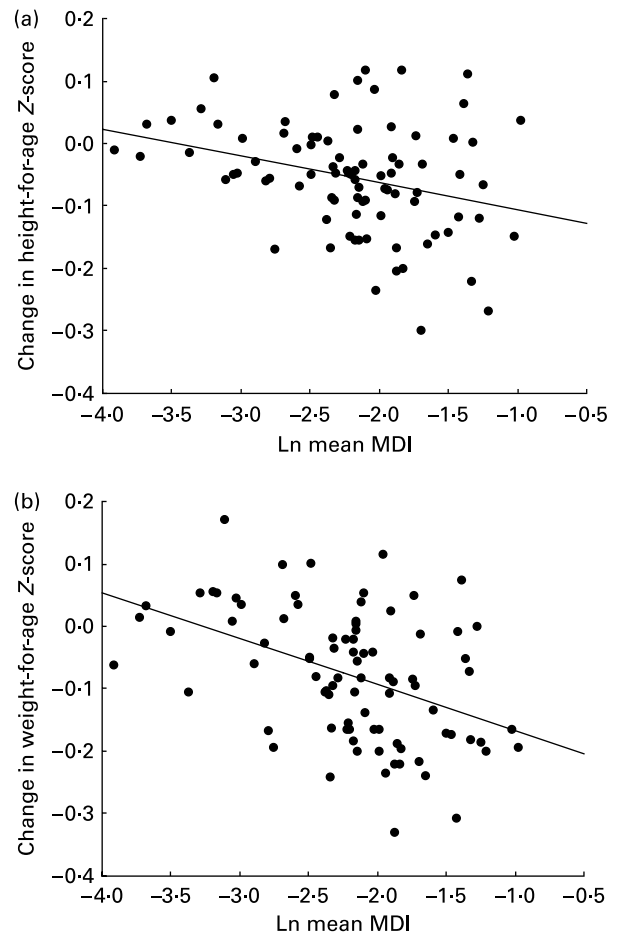 (a)
Change in height-for-age Z-score
0·2
0·1
0·0
−0·1
−0·2
−0·3
−0·4
−4·0 −3·5 −3·0 −2·5 −2·0 −1·5 −1·0 −0·5
Ln mean MDI
(b)
Change in weight-for-age Z-score
0·2
0·1
0·0
−0·1
−0·2
−0·3
−0·4
−4·0 −3·5 −3·0 −2·5 −2·0 −1·5 −1·0 −0·5
Ln mean MDI